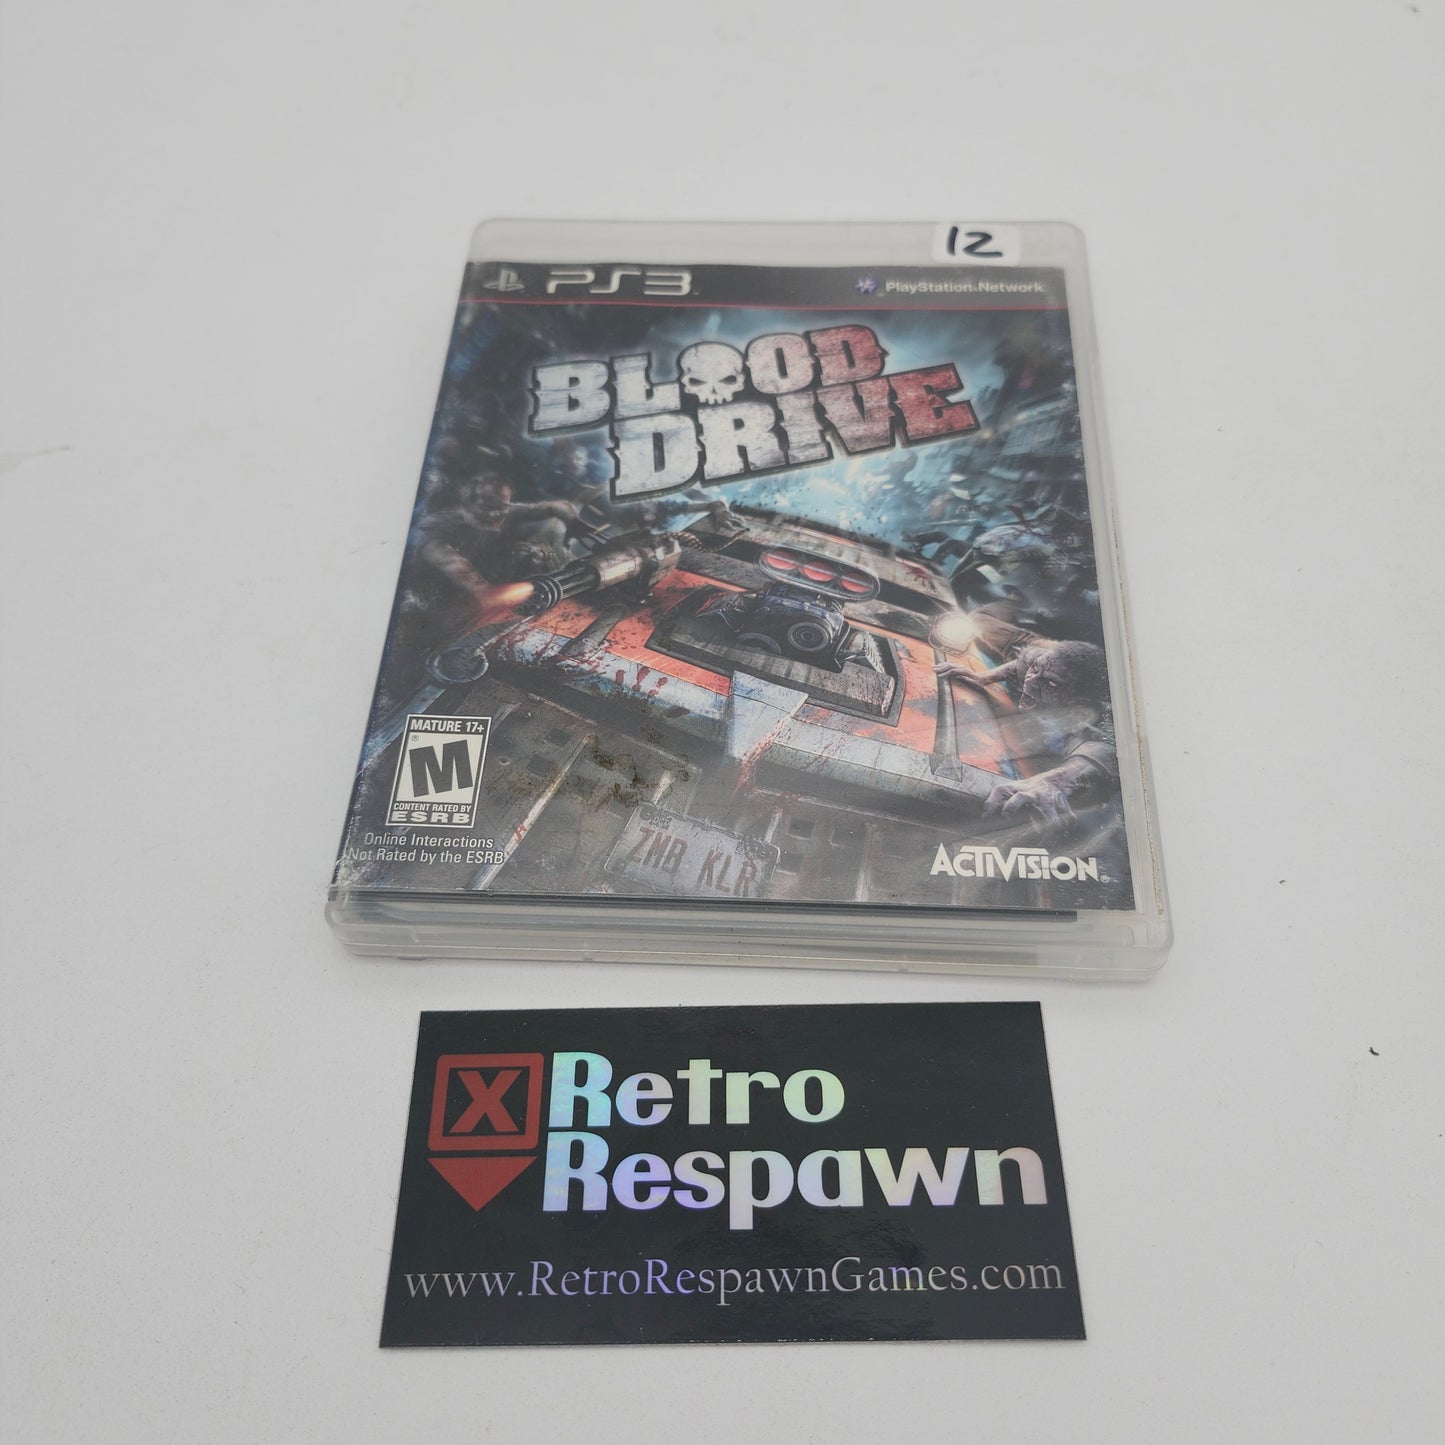 12
PS3
PlayStation Network
BLOOD
DRIVE
MATURE 17+
M
®
CONTENT RATED BY
ESRB
Online Interactions
Not Rated by the ESRB
ZMB KLR
ACTIVISION®
X
Retro
Respawn
www.RetroRespawnGames.com